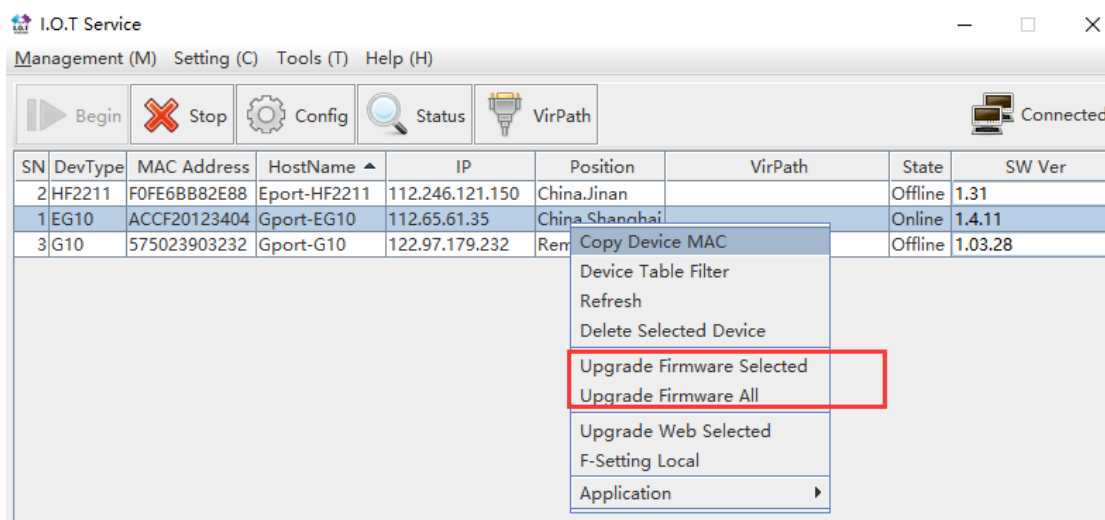 I.O.T Service
Management (M) Setting (C) Tools (T) Help (H)
Begin Stop Config Status VirPath Connected
SN DevType MAC Address HostName IP Position VirPath State SW Ver
2 HF2211 F0FE6BB82E88 Eport-HF2211 112.246.121.150 China.Jinan Offline 1.31
1 EG10 ACCF20123404 Gport-EG10 112.65.61.35 China.Shanghai Online 1.4.11
3 G10 575023903232 Gport-G10 122.97.179.232 Rem Offline 1.03.28
Copy Device MAC
Device Table Filter
Refresh
Delete Selected Device
Upgrade Firmware Selected
Upgrade Firmware All
Upgrade Web Selected
F-Setting Local
Application